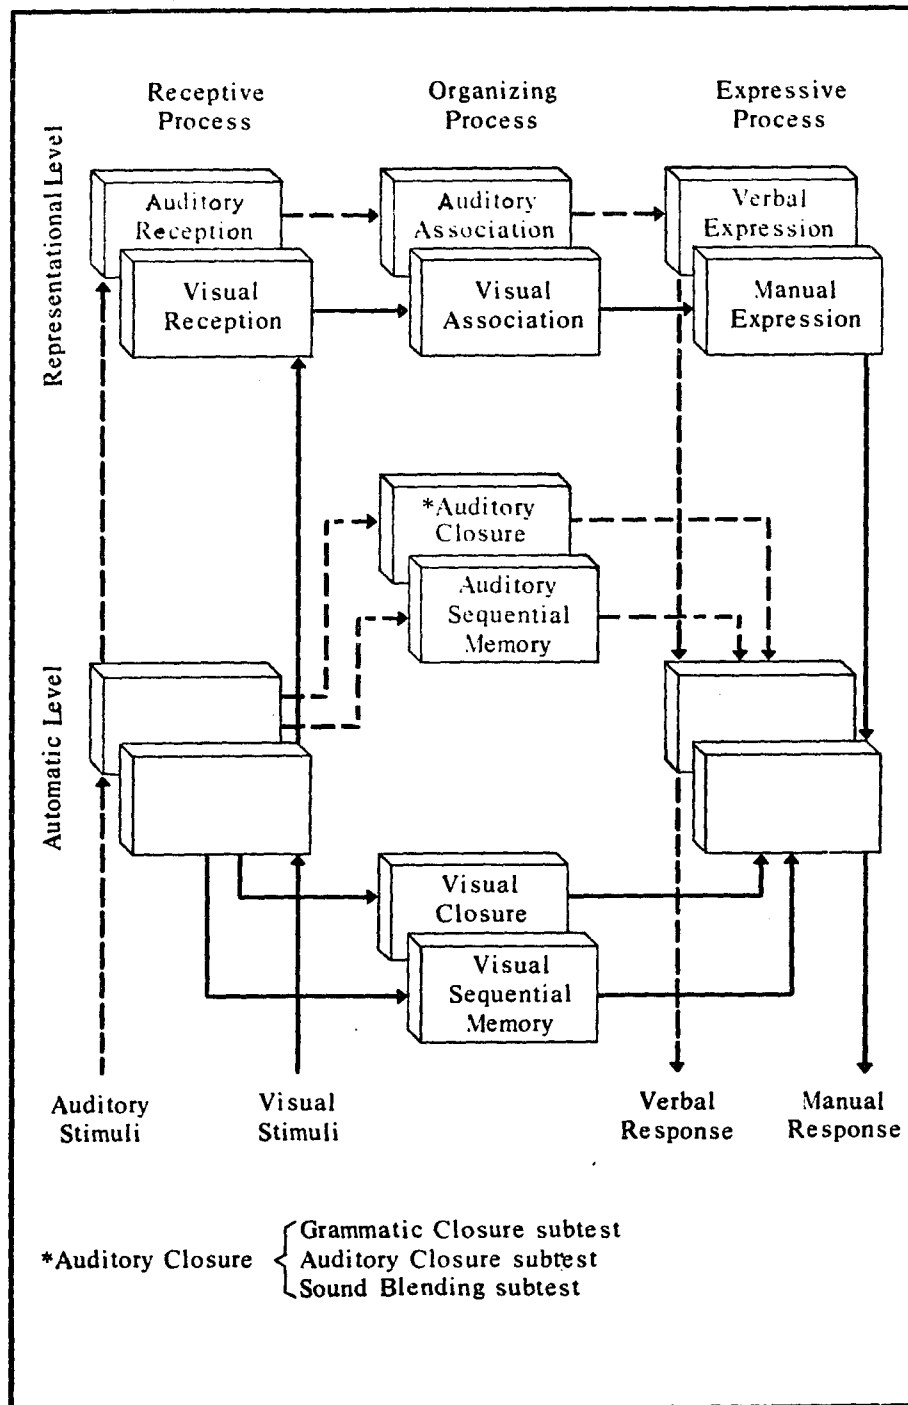 Receptive
Process
Organizing
Process
Expressive
Process
Representational Level
Auditory
Reception
Auditory
Association
Verbal
Expression
Visual
Reception
Visual
Association
Manual
Expression
*Auditory
Closure
Auditory
Sequential
Memory
Automatic Level
Visual
Closure
Visual
Sequential
Memory
Auditory
Stimuli
Visual
Stimuli
Verbal
Response
Manual
Response
*Auditory Closure
Grammatic Closure subtest
Auditory Closure subtest
Sound Blending subtest